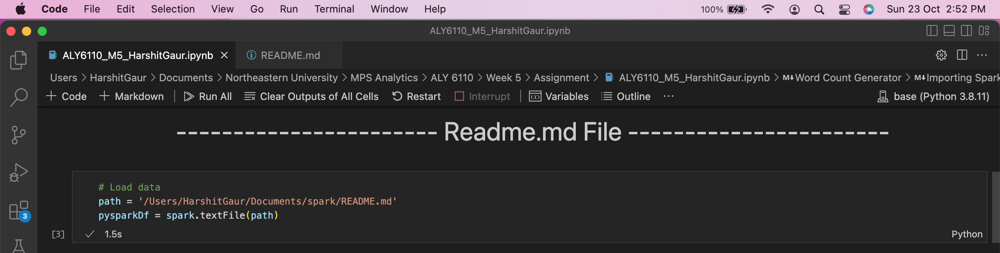 Code File Edit Selection View Go Run Terminal Window Help 100% Sun 23 Oct 2:52 PM
ALY6110_M5_HarshitGaur.ipynb
ALY6110_M5_HarshitGaur.ipynb README.md
Users > HarshitGaur > Documents > Northeastern University > MPS Analytics > ALY 6110 > Week 5 > Assignment > ALY6110_M5_HarshitGaur.ipynb > M↓Word Count Generator > M↓Importing Spark
+ Code + Markdown Run All Clear Outputs of All Cells Restart Interrupt (x) Variables Outline ··· base (Python 3.8.11)
----------------------- Readme.md File -----------------------
# Load data
path = '/Users/HarshitGaur/Documents/spark/README.md'
pysparkDf = spark.textFile(path)
3
[3] ✓ 1.5s Python